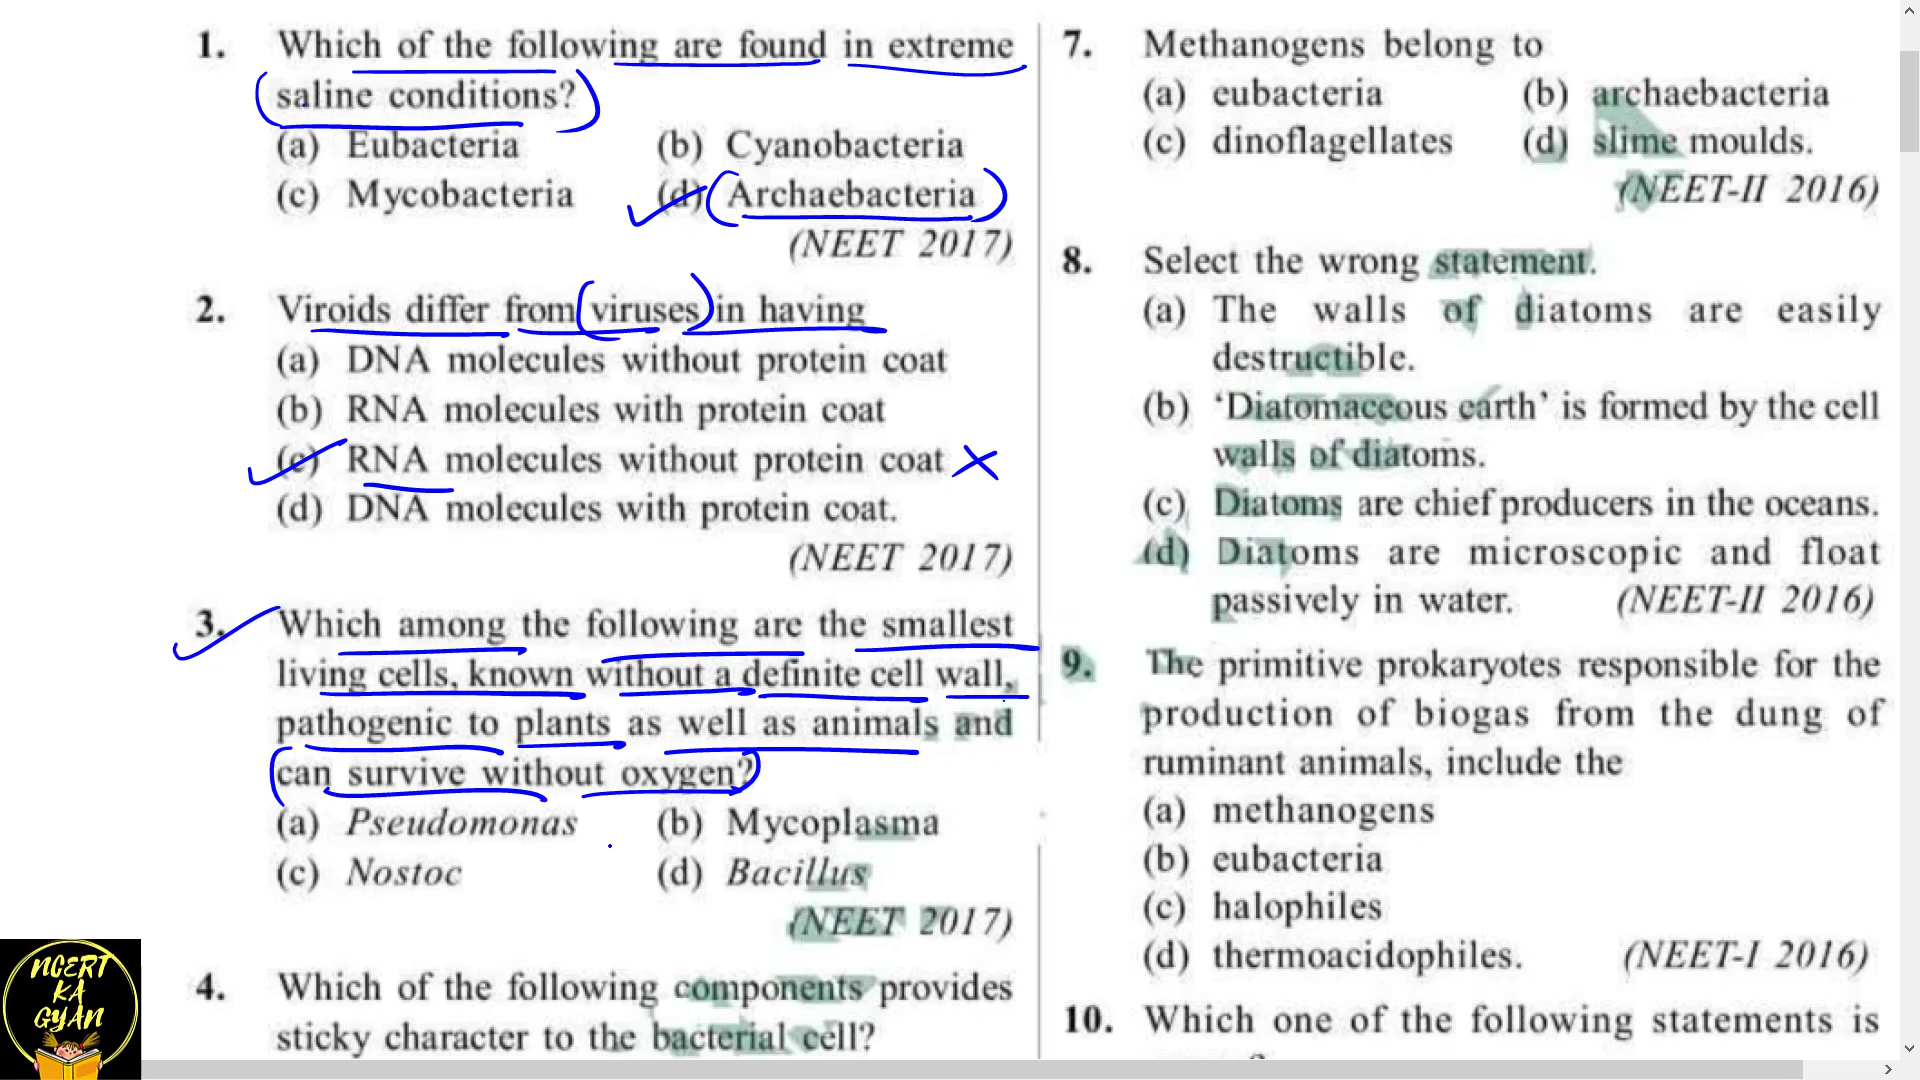 1. Which of the following are found in extreme
saline conditions?
(a) Eubacteria (b) Cyanobacteria
(c) Mycobacteria (d) Archaebacteria
(NEET 2017)
2. Viroids differ from viruses in having
(a) DNA molecules without protein coat
(b) RNA molecules with protein coat
(c) RNA molecules without protein coat
(d) DNA molecules with protein coat.
(NEET 2017)
3. Which among the following are the smallest
living cells, known without a definite cell wall,
pathogenic to plants as well as animals and
can survive without oxygen?
(a) Pseudomonas (b) Mycoplasma
(c) Nostoc (d) Bacillus
(NEET 2017)
4. Which of the following components provides
sticky character to the bacterial cell?
7. Methanogens belong to
(a) eubacteria (b) archaebacteria
(c) dinoflagellates (d) slime moulds.
(NEET-II 2016)
8. Select the wrong statement.
(a) The walls of diatoms are easily
destructible.
(b) ‘Diatomaceous earth’ is formed by the cell
walls of diatoms.
(c) Diatoms are chief producers in the oceans.
(d) Diatoms are microscopic and float
passively in water. (NEET-II 2016)
9. The primitive prokaryotes responsible for the
production of biogas from the dung of
ruminant animals, include the
(a) methanogens
(b) eubacteria
(c) halophiles
(d) thermoacidophiles. (NEET-I 2016)
10. Which one of the following statements is
NCERT
KA
GYAN